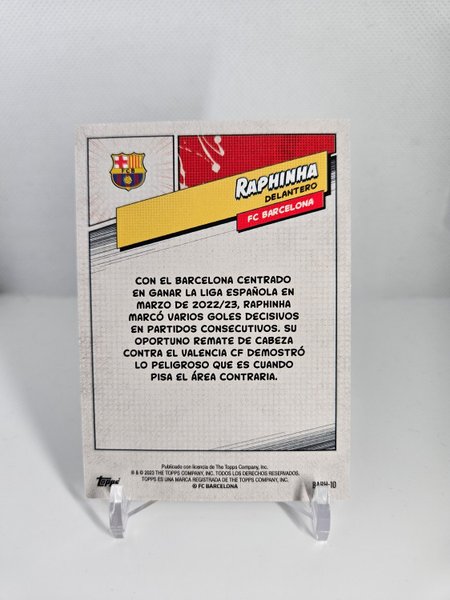 FCB
RAPHINHA
DELANTERO
FC BARCELONA
CON EL BARCELONA CENTRADO
EN GANAR LA LIGA ESPAÑOLA EN
MARZO DE 2022/23, RAPHINHA
MARCÓ VARIOS GOLES DECISIVOS
EN PARTIDOS CONSECUTIVOS. SU
OPORTUNO REMATE DE CABEZA
CONTRA EL VALENCIA CF DEMOSTRÓ
LO PELIGROSO QUE ES CUANDO
PISA EL ÁREA CONTRARIA.
Publicado con licencia de The Topps Company, Inc.
® & © 2023 THE TOPPS COMPANY, INC. TODOS LOS DERECHOS RESERVADOS.
TOPPS ES UNA MARCA REGISTRADA DE THE TOPPS COMPANY, INC.
© FC BARCELONA
Topps